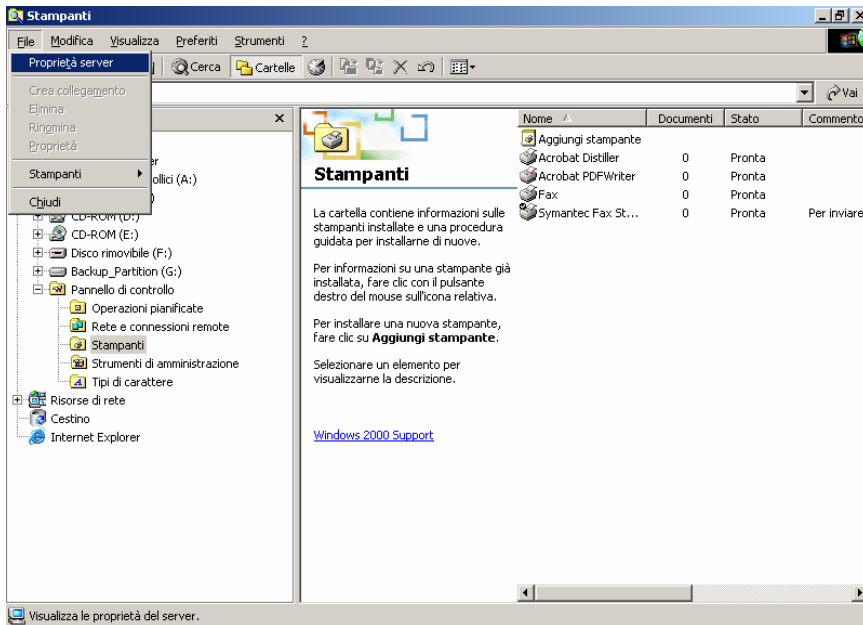 Stampanti
File Modifica Visualizza Preferiti Strumenti ?
Proprietà server
Crea collegamento
Elimina
Rinomina
Proprietà
Stampanti
Chiudi
Cerca Cartelle
Vai
ollici (A:)
CD-ROM (D:)
CD-ROM (E:)
Disco rimovibile (F:)
Backup_Partition (G:)
Pannello di controllo
Operazioni pianificate
Rete e connessioni remote
Stampanti
Strumenti di amministrazione
Tipi di carattere
Risorse di rete
Cestino
Internet Explorer
Stampanti
La cartella contiene informazioni sulle
stampanti installate e una procedura
guidata per installarne di nuove.
Per informazioni su una stampante già
installata, fare clic con il pulsante
destro del mouse sull'icona relativa.
Per installare una nuova stampante,
fare clic su Aggiungi stampante.
Selezionare un elemento per
visualizzarne la descrizione.
Windows 2000 Support
Nome Documenti Stato Commento
Aggiungi stampante
Acrobat Distiller 0 Pronta
Acrobat PDFWriter 0 Pronta
Fax 0 Pronta
Symantec Fax St... 0 Pronta Per inviare
Visualizza le proprietà del server.